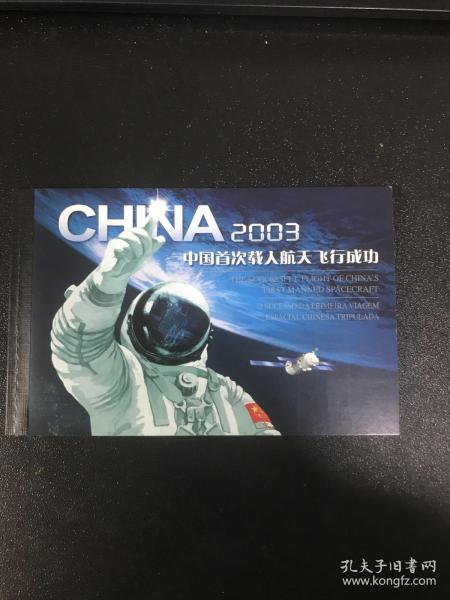 CHINA 2003
中国首次载人航天飞行成功
THE SUCCESSFUL FLIGHT OF CHINA'S
FIRST MANNED SPACECRAFT
O SUCESSO DA PRIMEIRA VIAGEM
ESPACIAL CHINESA TRIPULADA
孔夫子旧书网
www.kongfz.com